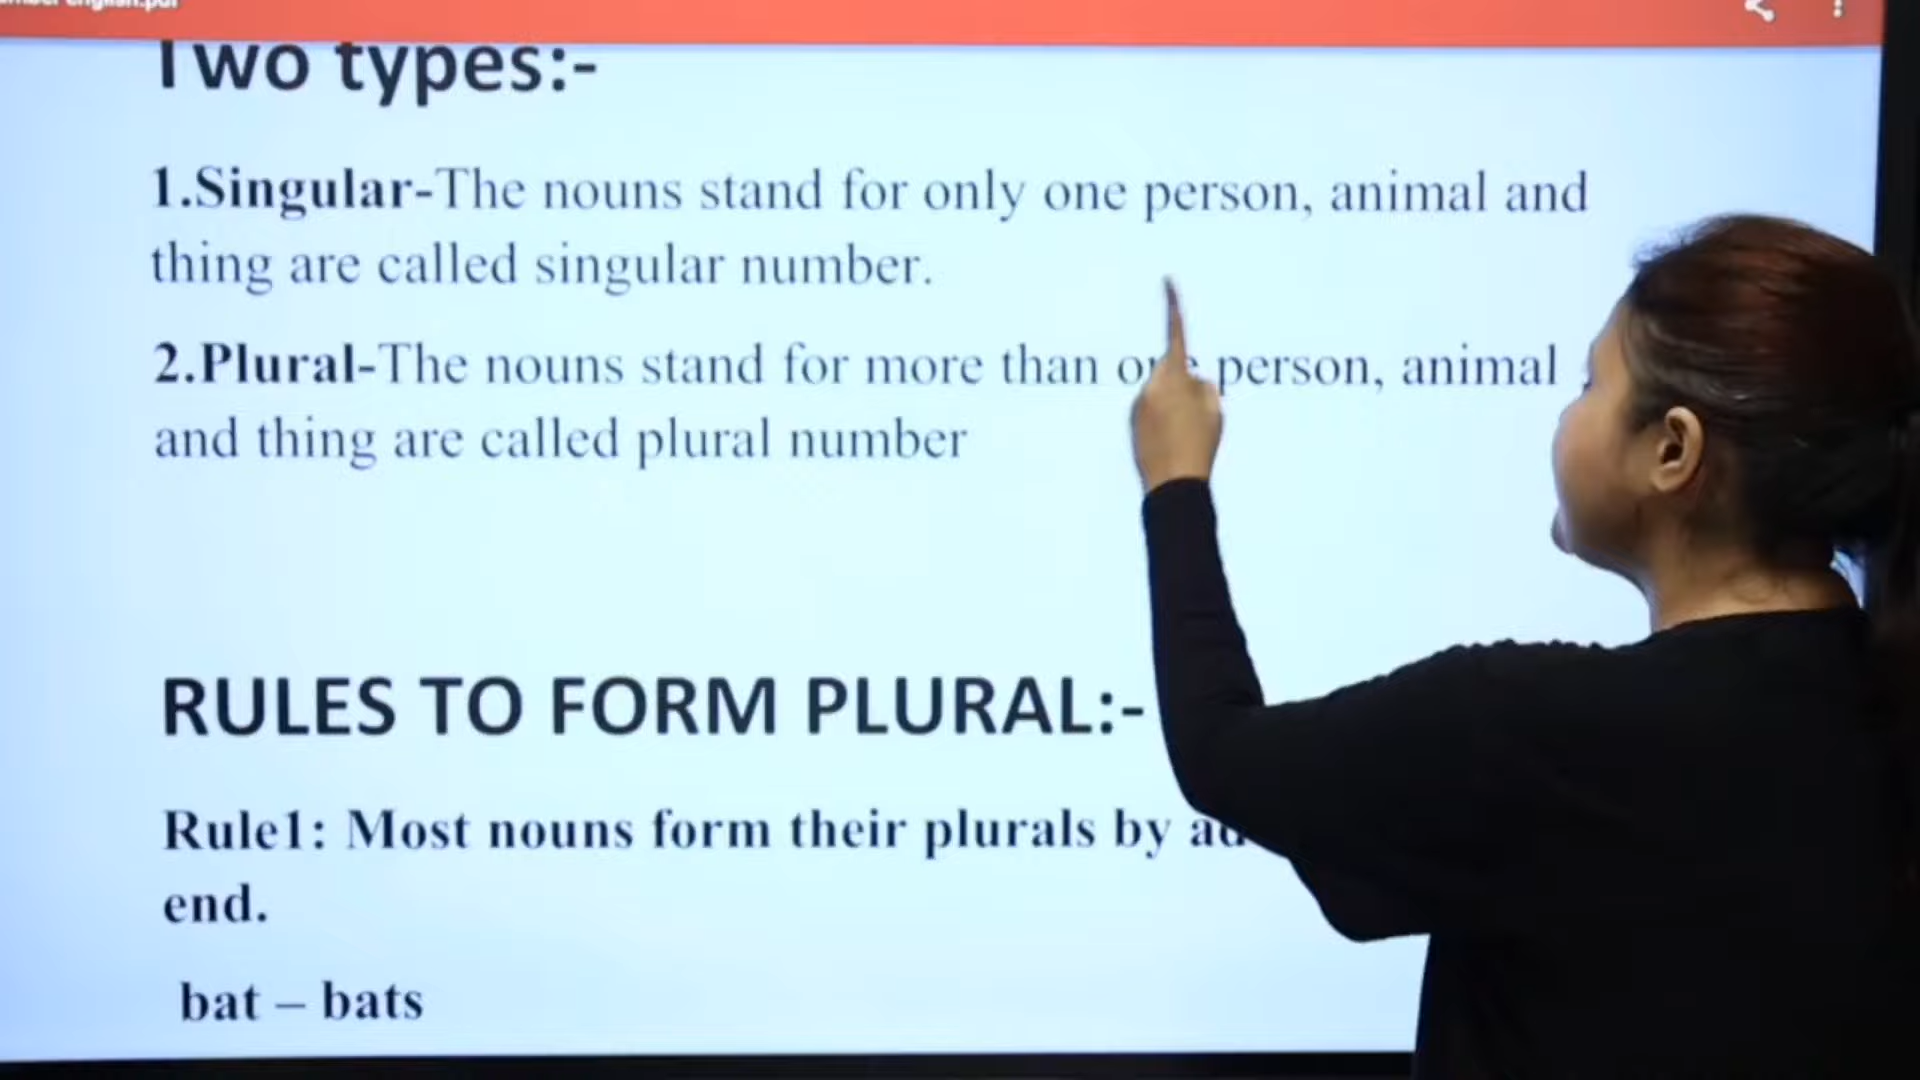 english.pdf
Two types:-
1.Singular-The nouns stand for only one person, animal and
thing are called singular number.
2.Plural-The nouns stand for more than person, animal
and thing are called plural number
RULES TO FORM PLURAL:-
Rule1: Most nouns form their plurals by
end.
bat – bats